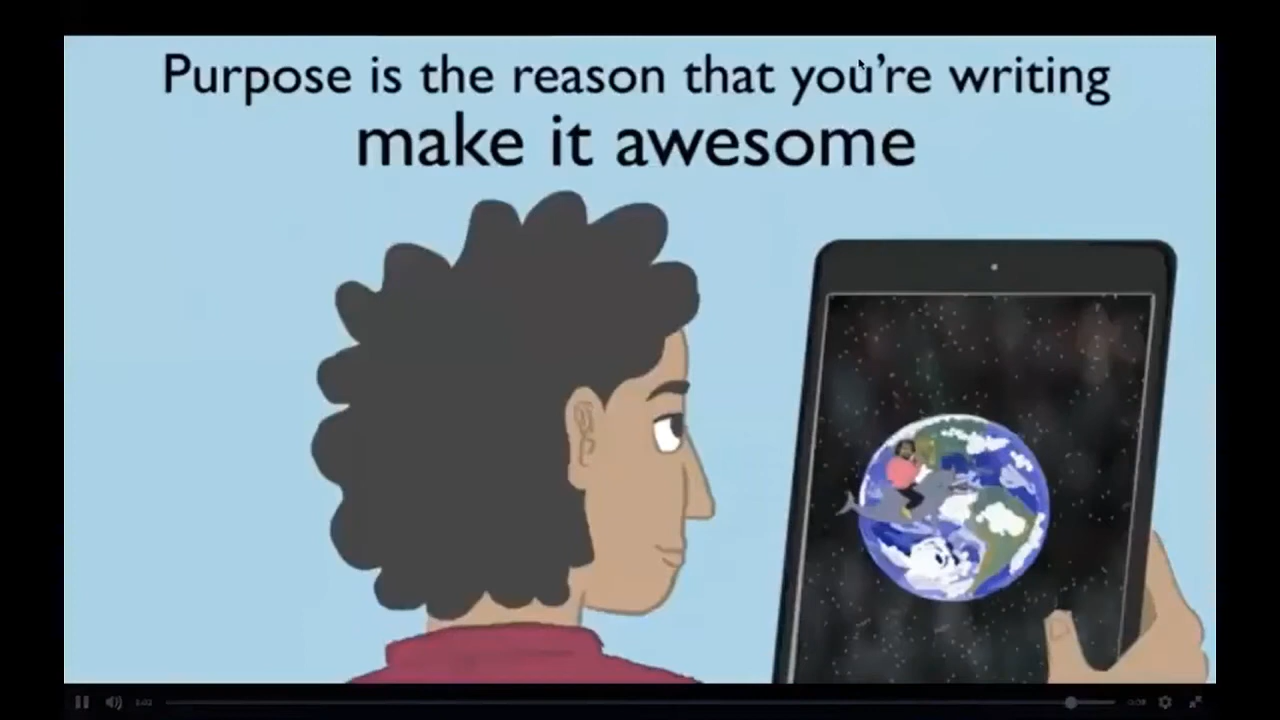 Purpose is the reason that you're writing
make it awesome